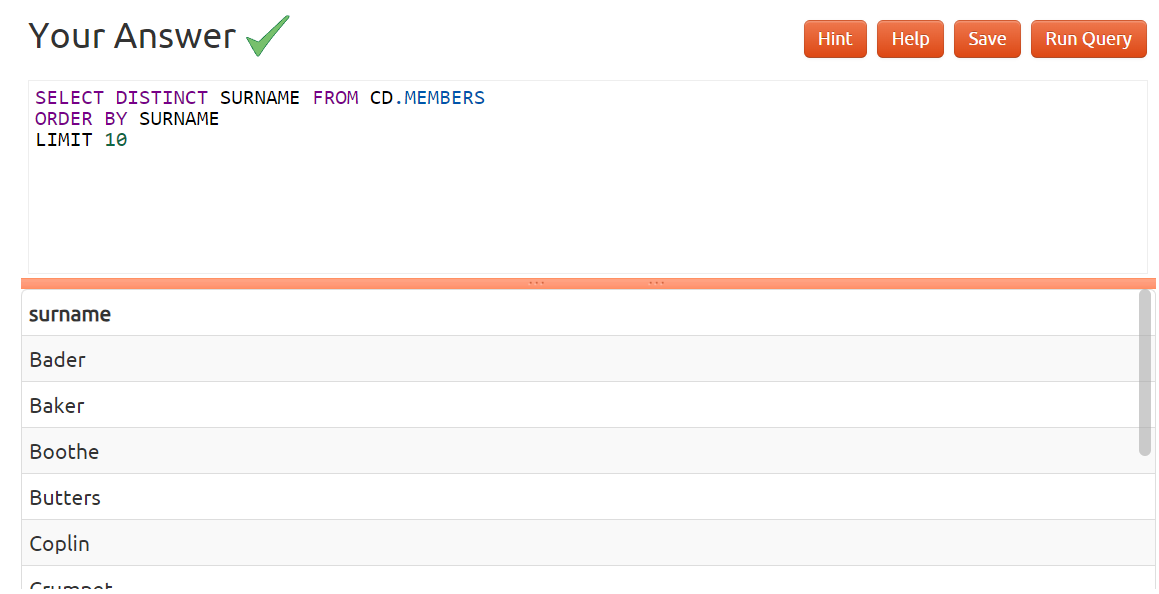 Your Answer
Hint Help Save Run Query
SELECT DISTINCT SURNAME FROM CD.MEMBERS
ORDER BY SURNAME
LIMIT 10
surname
Bader
Baker
Boothe
Butters
Coplin
Crumpet